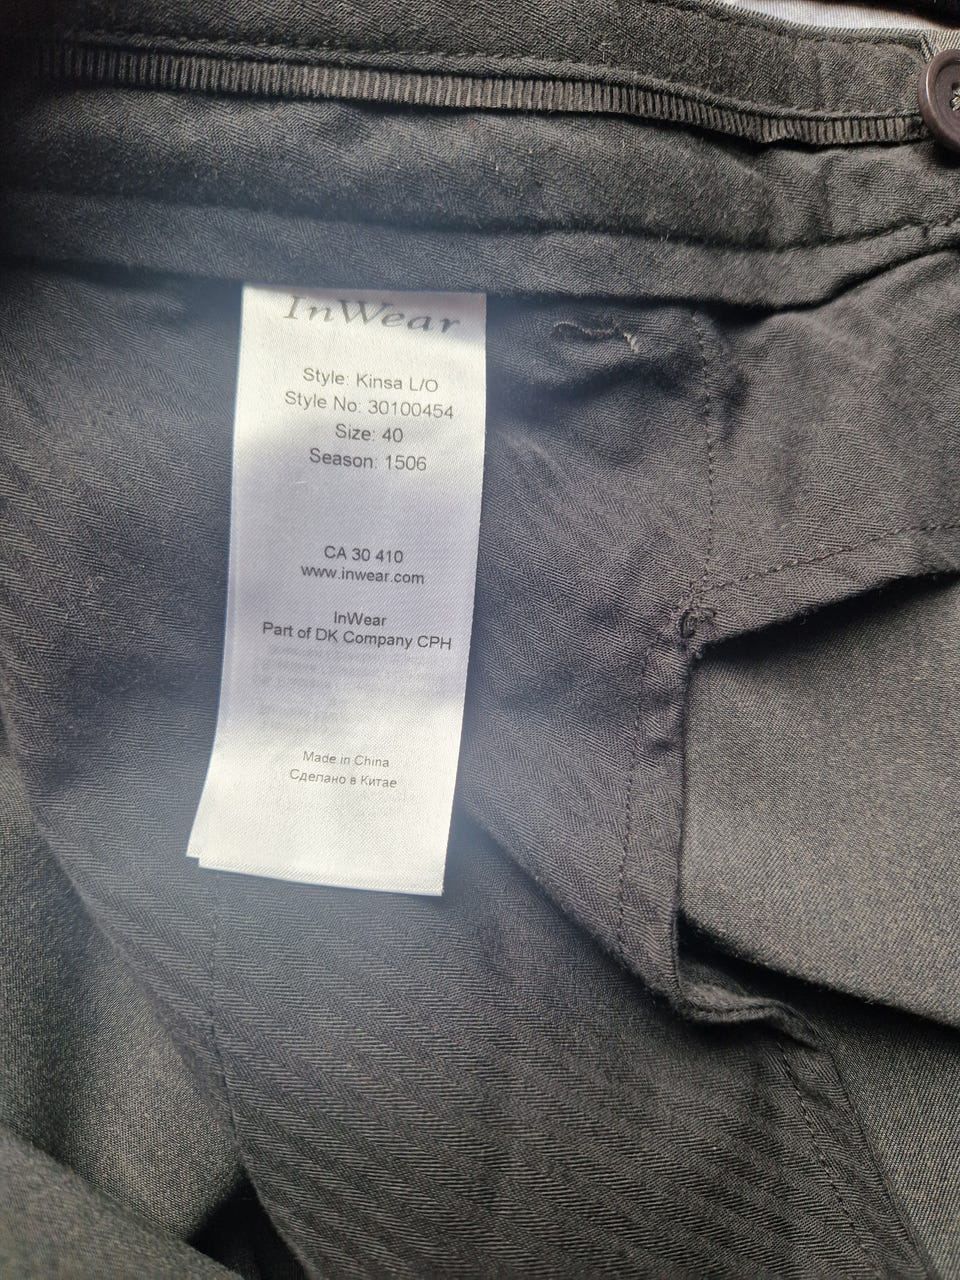 InWear
Style: Kinsa L/O
Style No: 30100454
Size: 40
Season: 1506
CA 30 410
www.inwear.com
InWear
Part of DK Company CPH
Made in China
Сделано в Китае